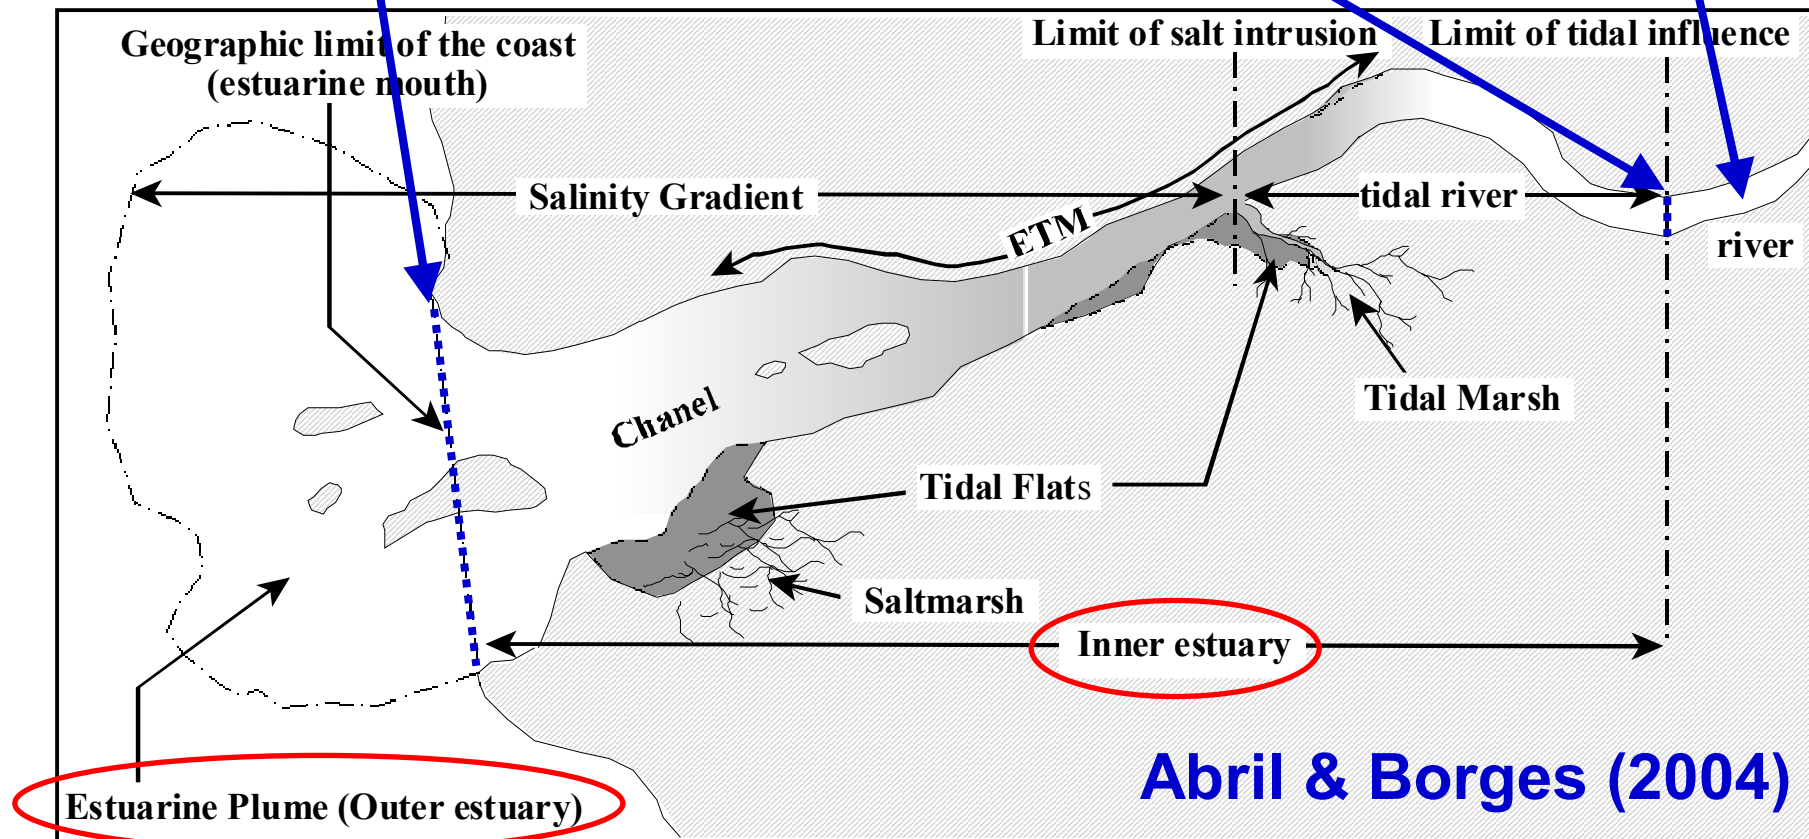 Geographic limit of the coast
(estuarine mouth)
Limit of salt intrusion
Limit of tidal influence
Salinity Gradient
tidal river
ETM
river
Chanel
Tidal Marsh
Tidal Flats
Saltmarsh
Inner estuary
Estuarine Plume (Outer estuary)
Abril & Borges (2004)